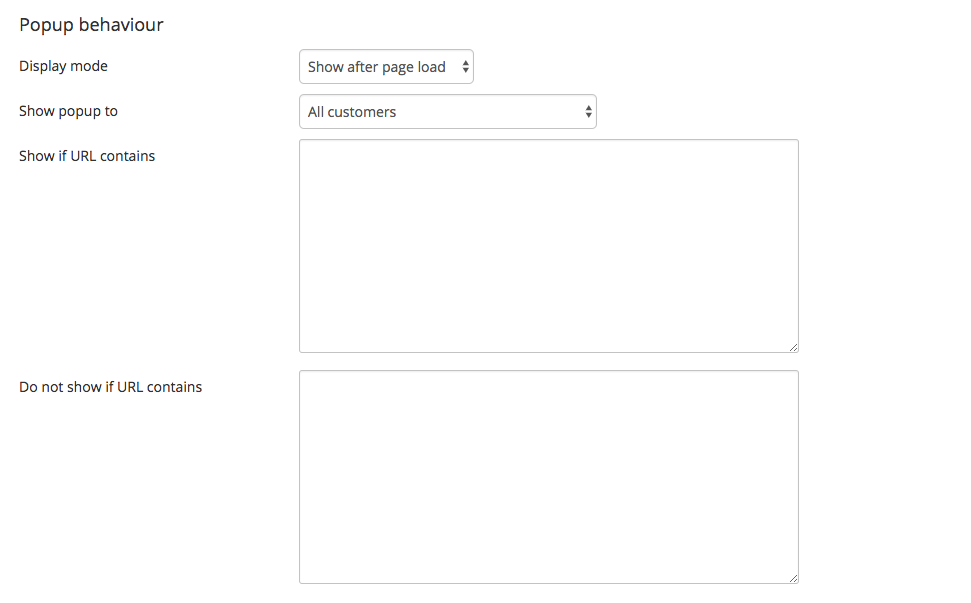 Popup behaviour
Display mode
Show after page load
Show popup to
All customers
Show if URL contains
Do not show if URL contains